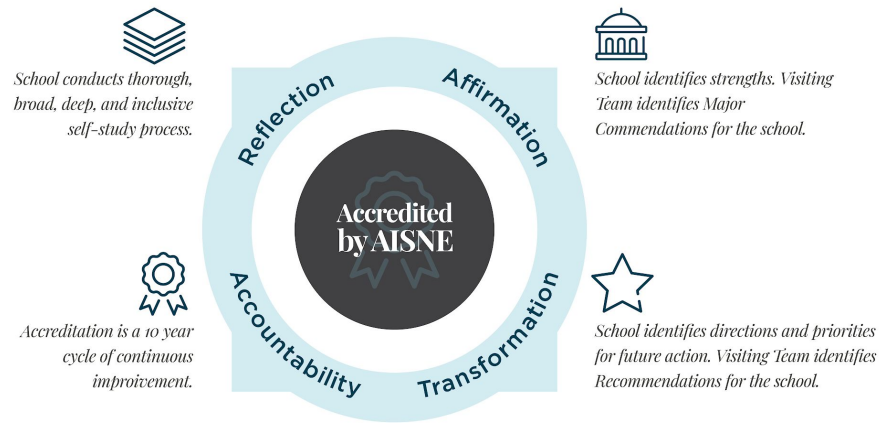 School conducts thorough,
broad, deep, and inclusive
self-study process.
Reflection
Affirmation
School identifies strengths. Visiting
Team identifies Major
Commendations for the school.
Accredited
by AISNE
Accreditation is a 10 year
cycle of continuous
improivement.
Accountability
Transformation
School identifies directions and priorities
for future action. Visiting Team identifies
Recommendations for the school.